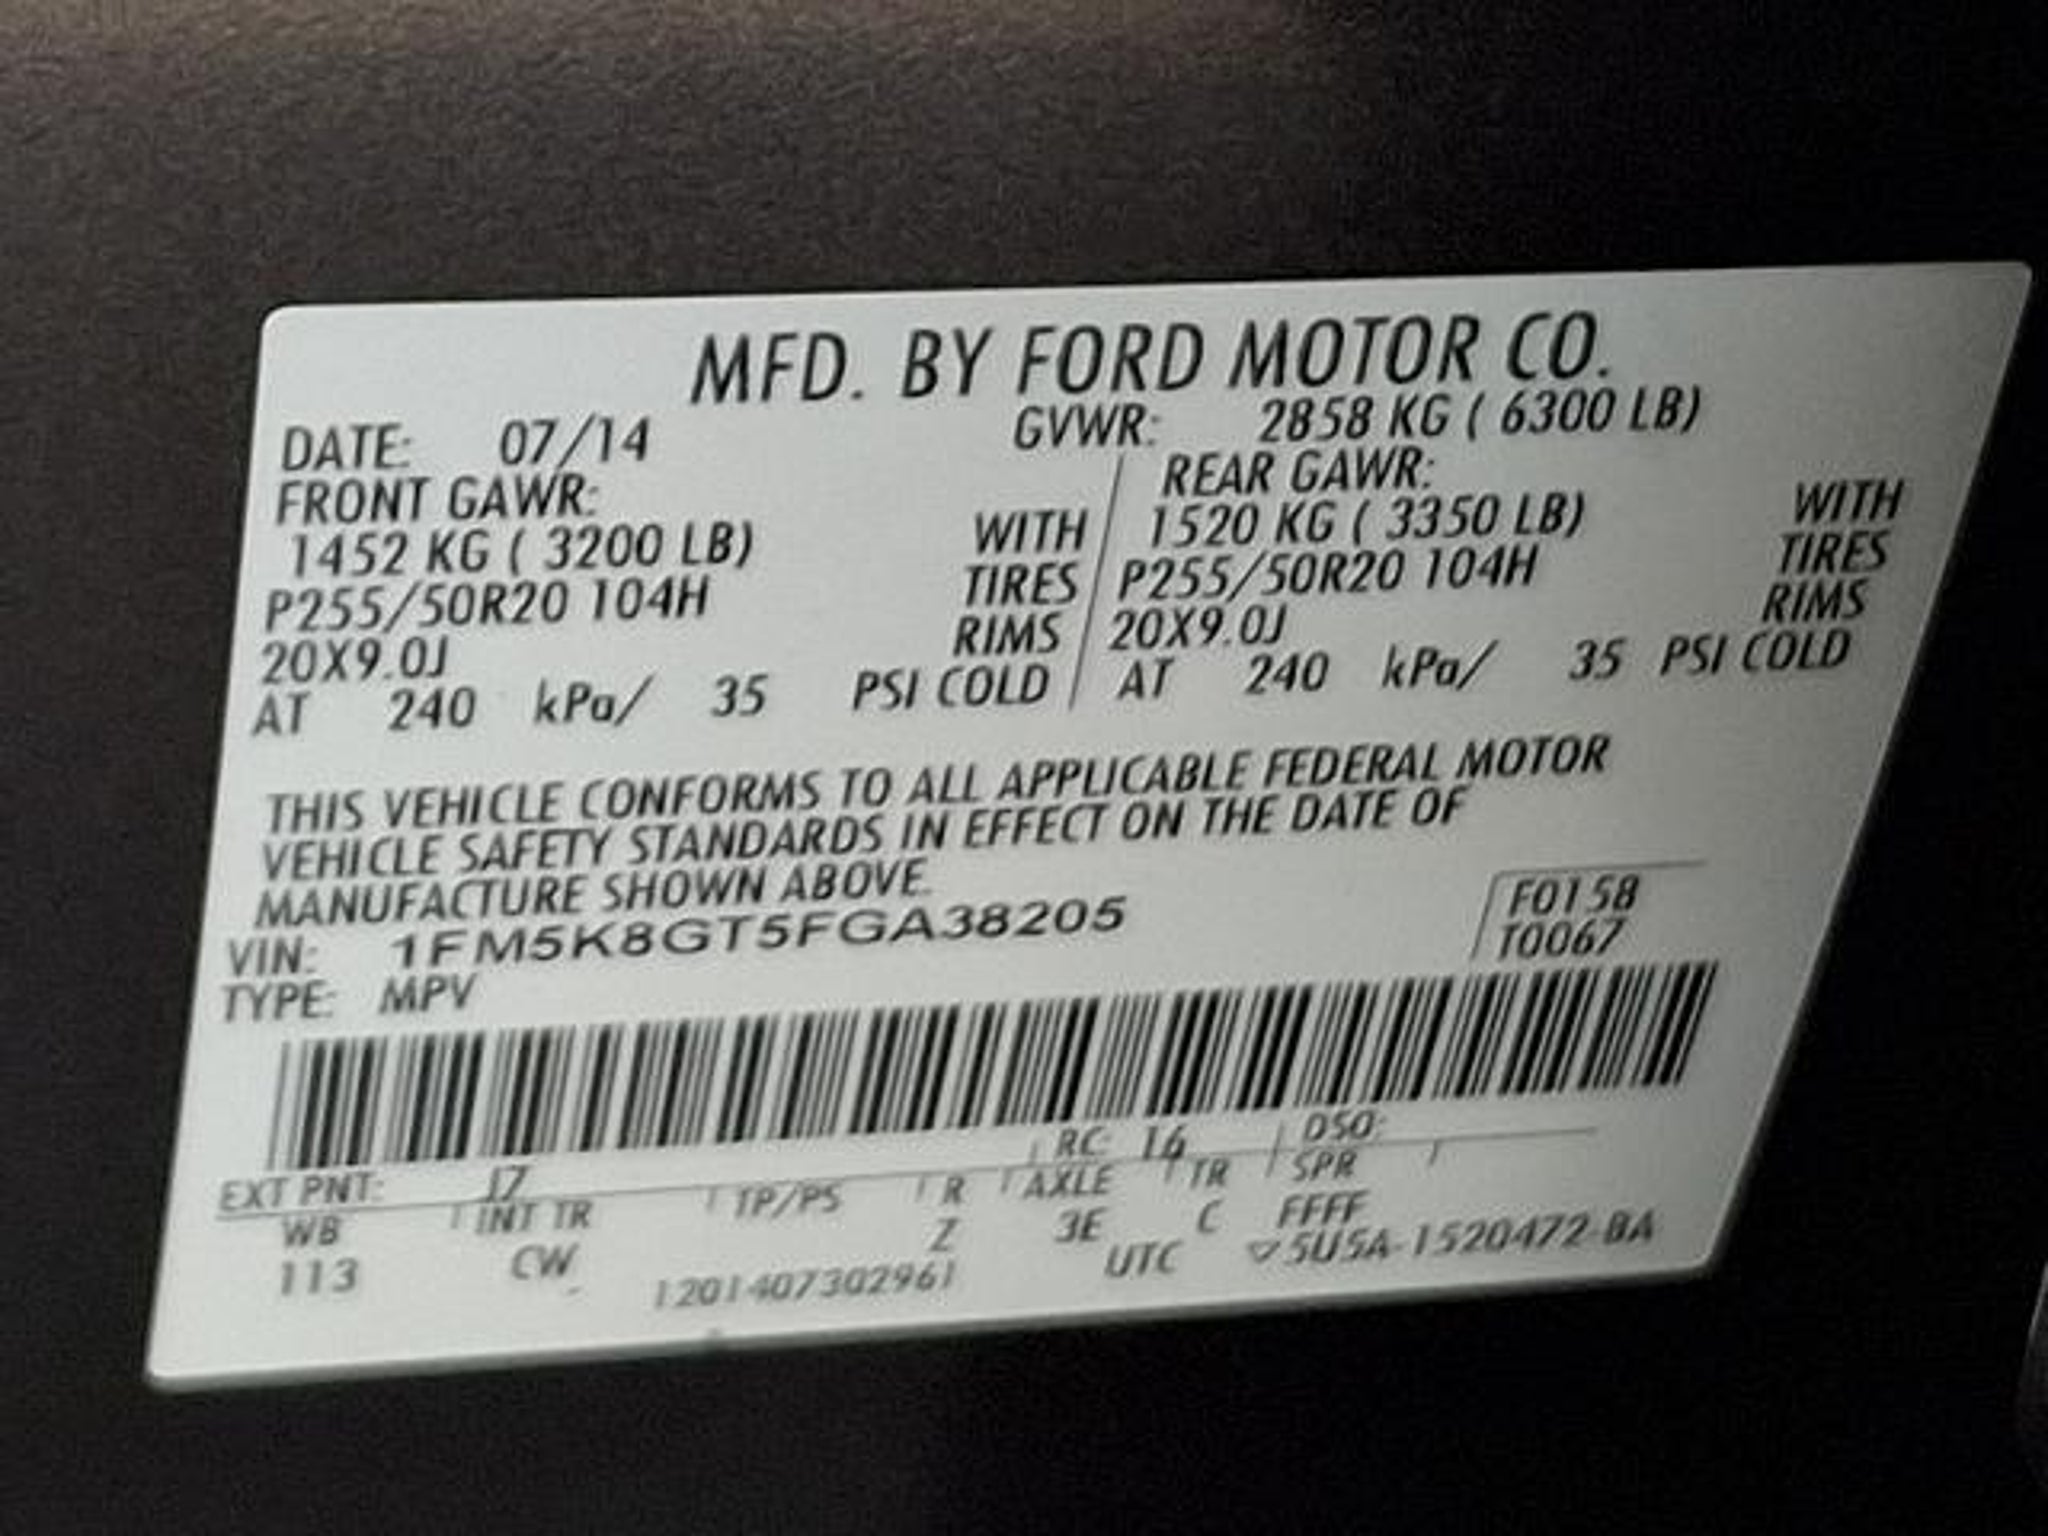 MFD. BY FORD MOTOR CO.
DATE: 07/14 GVWR: 2858 KG ( 6300 LB)
FRONT GAWR: REAR GAWR:
1452 KG ( 3200 LB) WITH 1520 KG ( 3350 LB) WITH
P255/50R20 104H TIRES P255/50R20 104H TIRES
20X9.0J RIMS 20X9.0J RIMS
AT 240 kPa/ 35 PSI COLD AT 240 kPa/ 35 PSI COLD
THIS VEHICLE CONFORMS TO ALL APPLICABLE FEDERAL MOTOR
VEHICLE SAFETY STANDARDS IN EFFECT ON THE DATE OF
MANUFACTURE SHOWN ABOVE.
VIN: 1FM5K8GT5FGA38205
F0158
T0067
TYPE: MPV
EXT PNT: J7 RC: 16 DSO:
WB INT TR TP/PS R AXLE TR SPR
113 CW Z 3E C FFFF
1201407302961 UTC ▽5U5A-1520472-BA